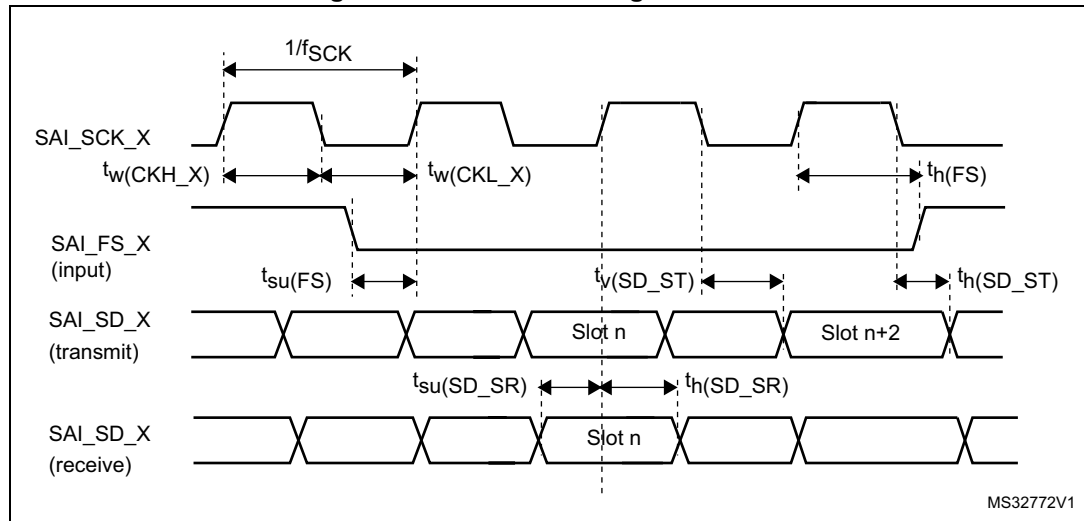 1/fSCK
SAI_SCK_X
tw(CKH_X) tw(CKL_X) th(FS)
SAI_FS_X
(input)
tsu(FS) tv(SD_ST) th(SD_ST)
SAI_SD_X
(transmit)
Slot n Slot n+2
tsu(SD_SR) th(SD_SR)
SAI_SD_X
(receive)
Slot n
MS32772V1